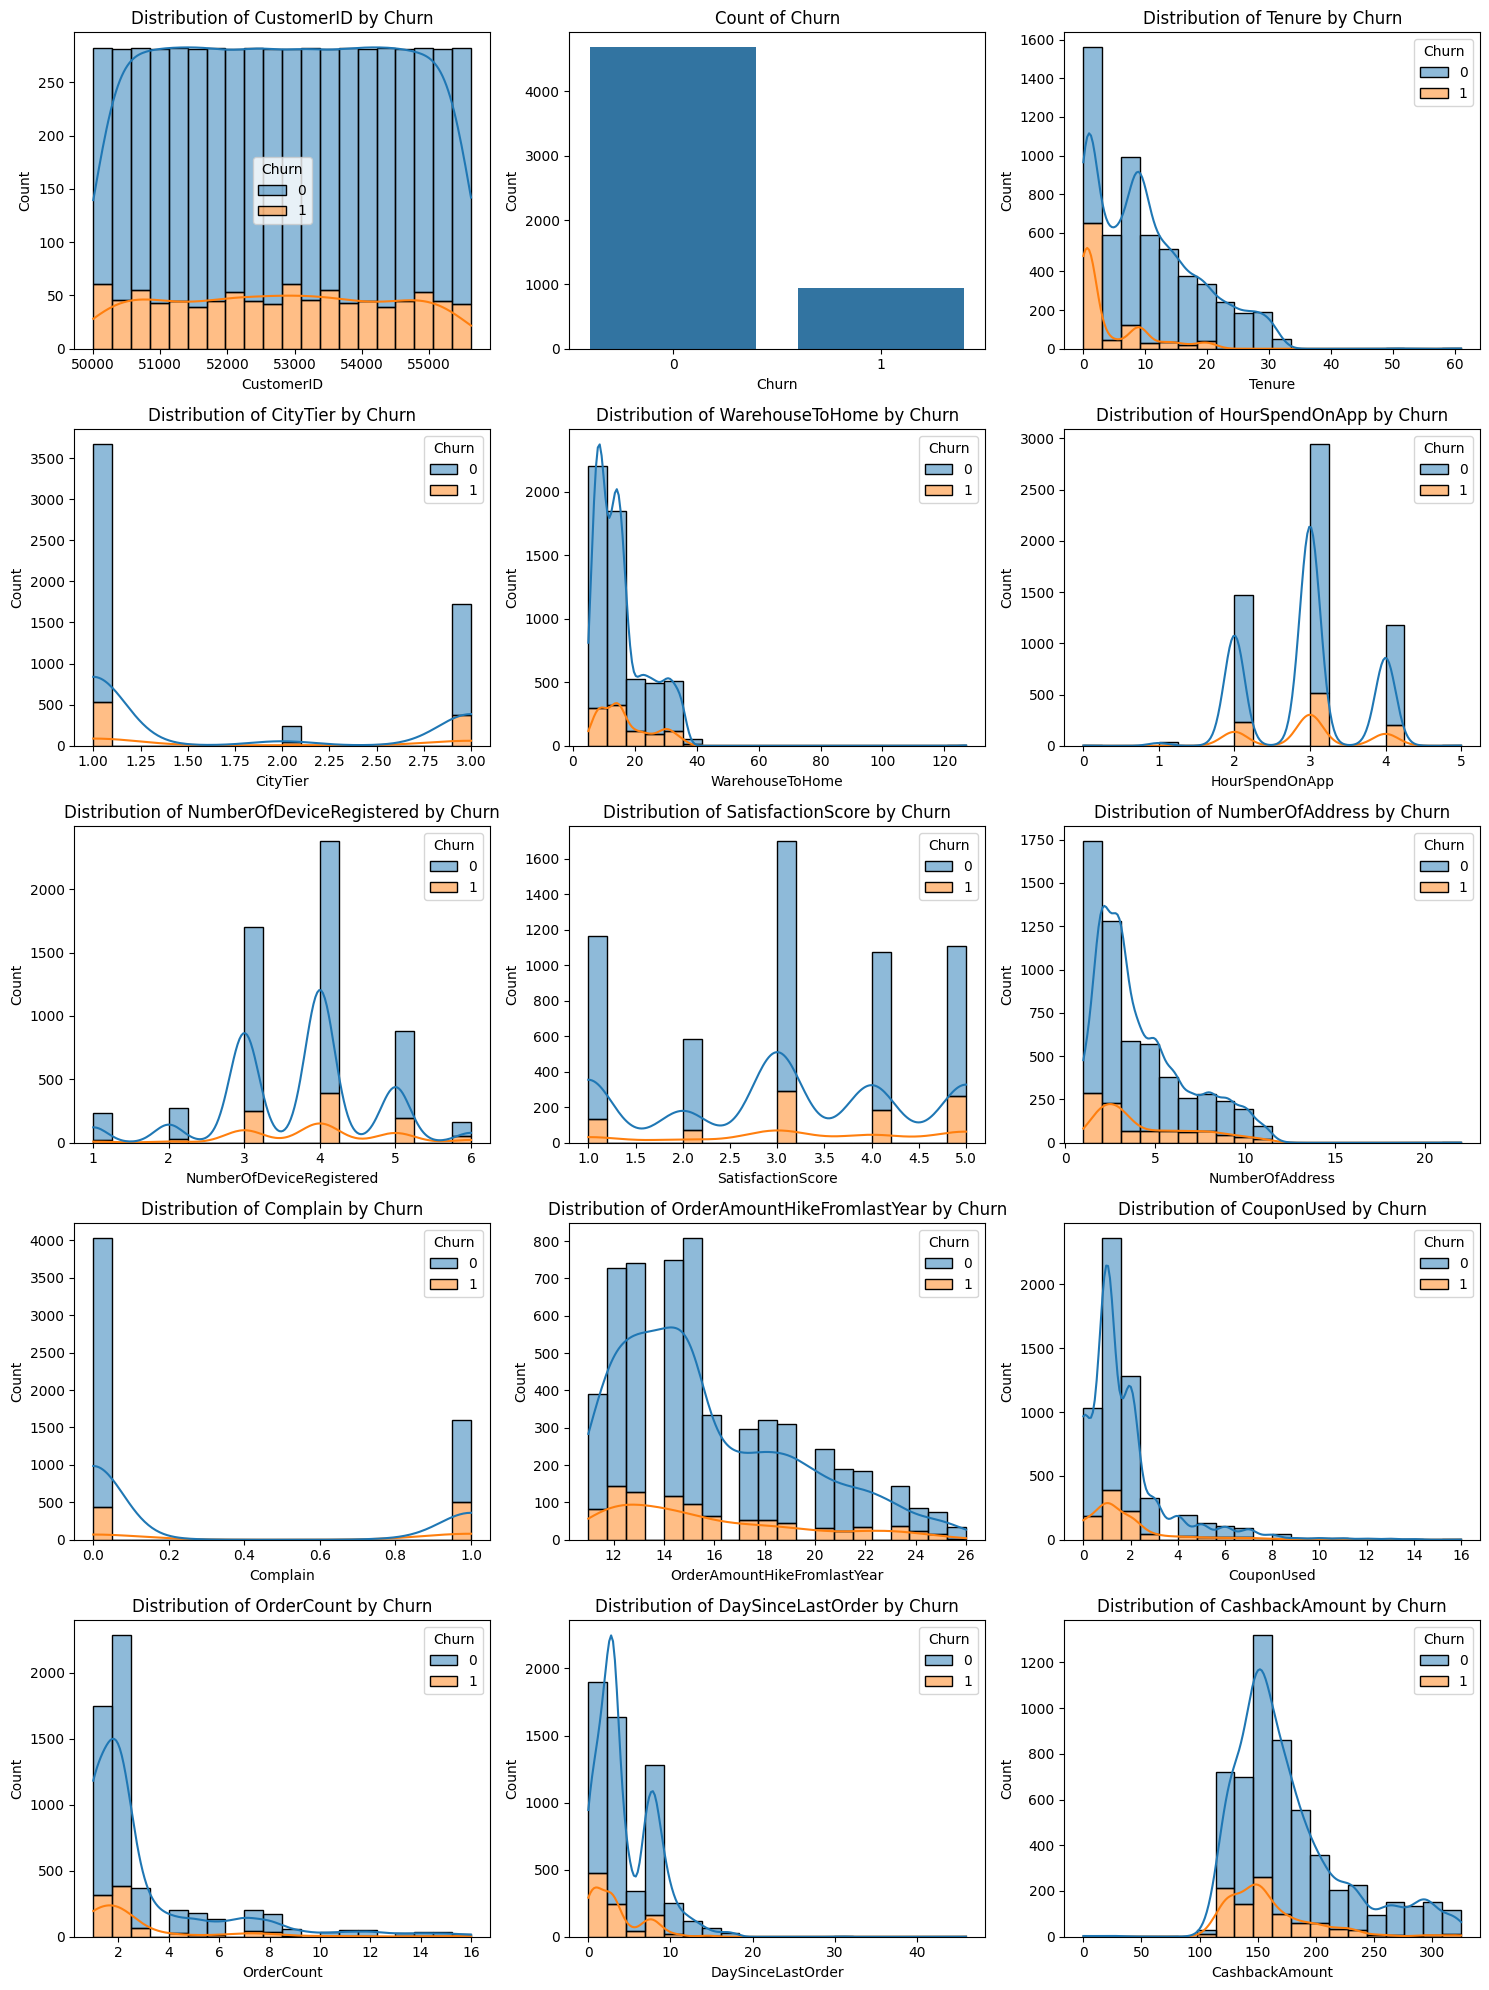 Distribution of CustomerID by Churn
Count
250
200
150
100
50
0
Churn
0
1
50000 51000 52000 53000 54000 55000
CustomerID
Count of Churn
Count
4000
3000
2000
1000
0
0 1
Churn
Distribution of Tenure by Churn
Count
1600
1400
1200
1000
800
600
400
200
0
Churn
0
1
0 10 20 30 40 50 60
Tenure
Distribution of CityTier by Churn
Count
3500
3000
2500
2000
1500
1000
500
0
Churn
0
1
1.00 1.25 1.50 1.75 2.00 2.25 2.50 2.75 3.00
CityTier
Distribution of WarehouseToHome by Churn
Count
2000
1500
1000
500
0
Churn
0
1
0 20 40 60 80 100 120
WarehouseToHome
Distribution of HourSpendOnApp by Churn
Count
3000
2500
2000
1500
1000
500
0
Churn
0
1
0 1 2 3 4 5
HourSpendOnApp
Distribution of NumberOfDeviceRegistered by Churn
Count
2000
1500
1000
500
0
Churn
0
1
1 2 3 4 5 6
NumberOfDeviceRegistered
Distribution of SatisfactionScore by Churn
Count
1600
1400
1200
1000
800
600
400
200
0
Churn
0
1
1.0 1.5 2.0 2.5 3.0 3.5 4.0 4.5 5.0
SatisfactionScore
Distribution of NumberOfAddress by Churn
Count
1750
1500
1250
1000
750
500
250
0
Churn
0
1
0 5 10 15 20
NumberOfAddress
Distribution of Complain by Churn
Count
4000
3500
3000
2500
2000
1500
1000
500
0
Churn
0
1
0.0 0.2 0.4 0.6 0.8 1.0
Complain
Distribution of OrderAmountHikeFromlastYear by Churn
Count
800
700
600
500
400
300
200
100
0
Churn
0
1
12 14 16 18 20 22 24 26
OrderAmountHikeFromlastYear
Distribution of CouponUsed by Churn
Count
2000
1500
1000
500
0
Churn
0
1
0 2 4 6 8 10 12 14 16
CouponUsed
Distribution of OrderCount by Churn
Count
2000
1500
1000
500
0
Churn
0
1
2 4 6 8 10 12 14 16
OrderCount
Distribution of DaySinceLastOrder by Churn
Count
2000
1500
1000
500
0
Churn
0
1
0 10 20 30 40
DaySinceLastOrder
Distribution of CashbackAmount by Churn
Count
1200
1000
800
600
400
200
0
Churn
0
1
0 50 100 150 200 250 300
CashbackAmount